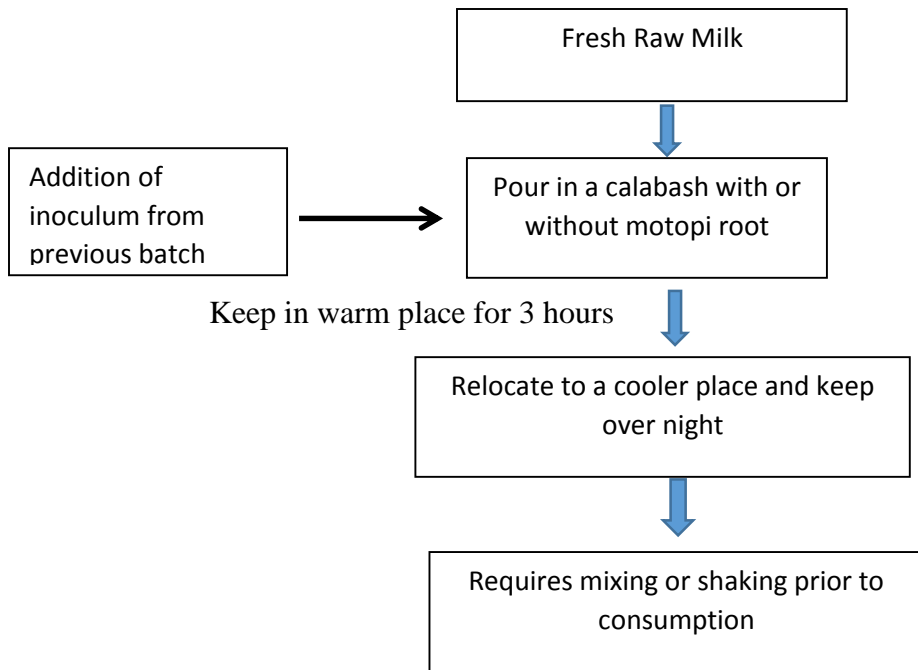 Fresh Raw Milk
Addition of
inoculum from
previous batch
Pour in a calabash with or
without motopi root
Keep in warm place for 3 hours
Relocate to a cooler place and keep
over night
Requires mixing or shaking prior to
consumption